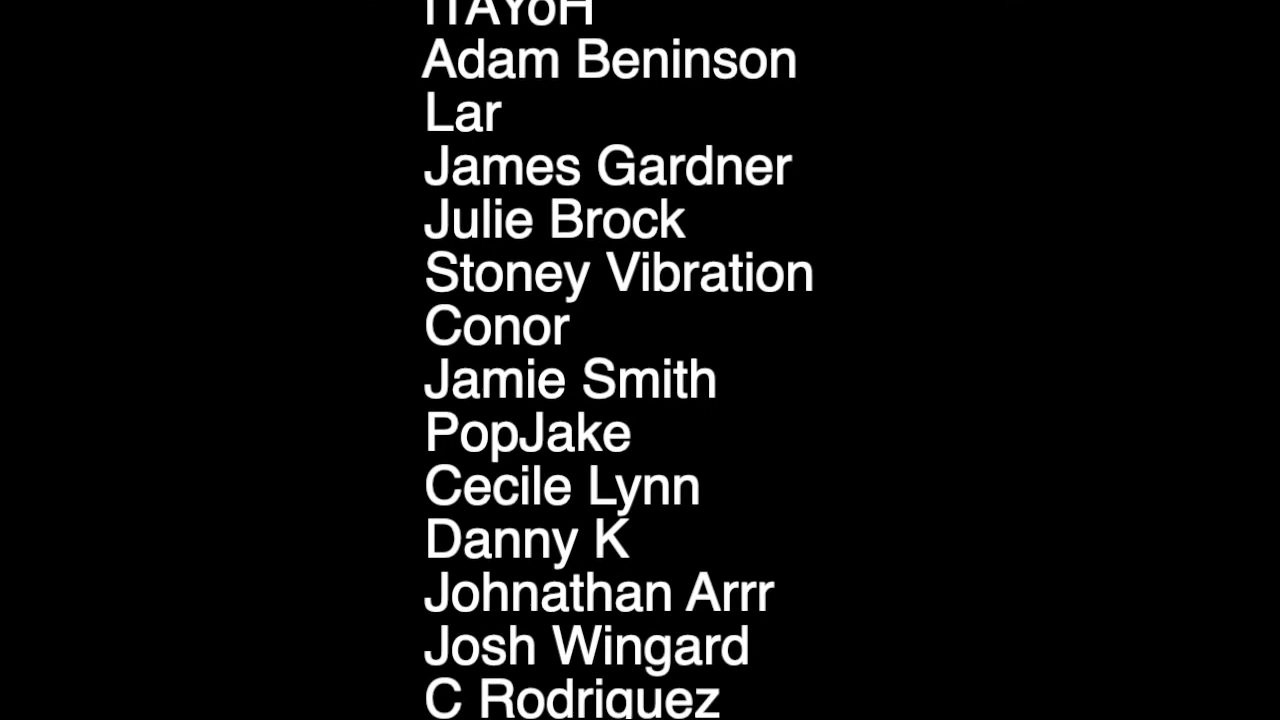 Adam Beninson
Lar
James Gardner
Julie Brock
Stoney Vibration
Conor
Jamie Smith
PopJake
Cecile Lynn
Danny K
Johnathan Arrr
Josh Wingard
C Rodriguez